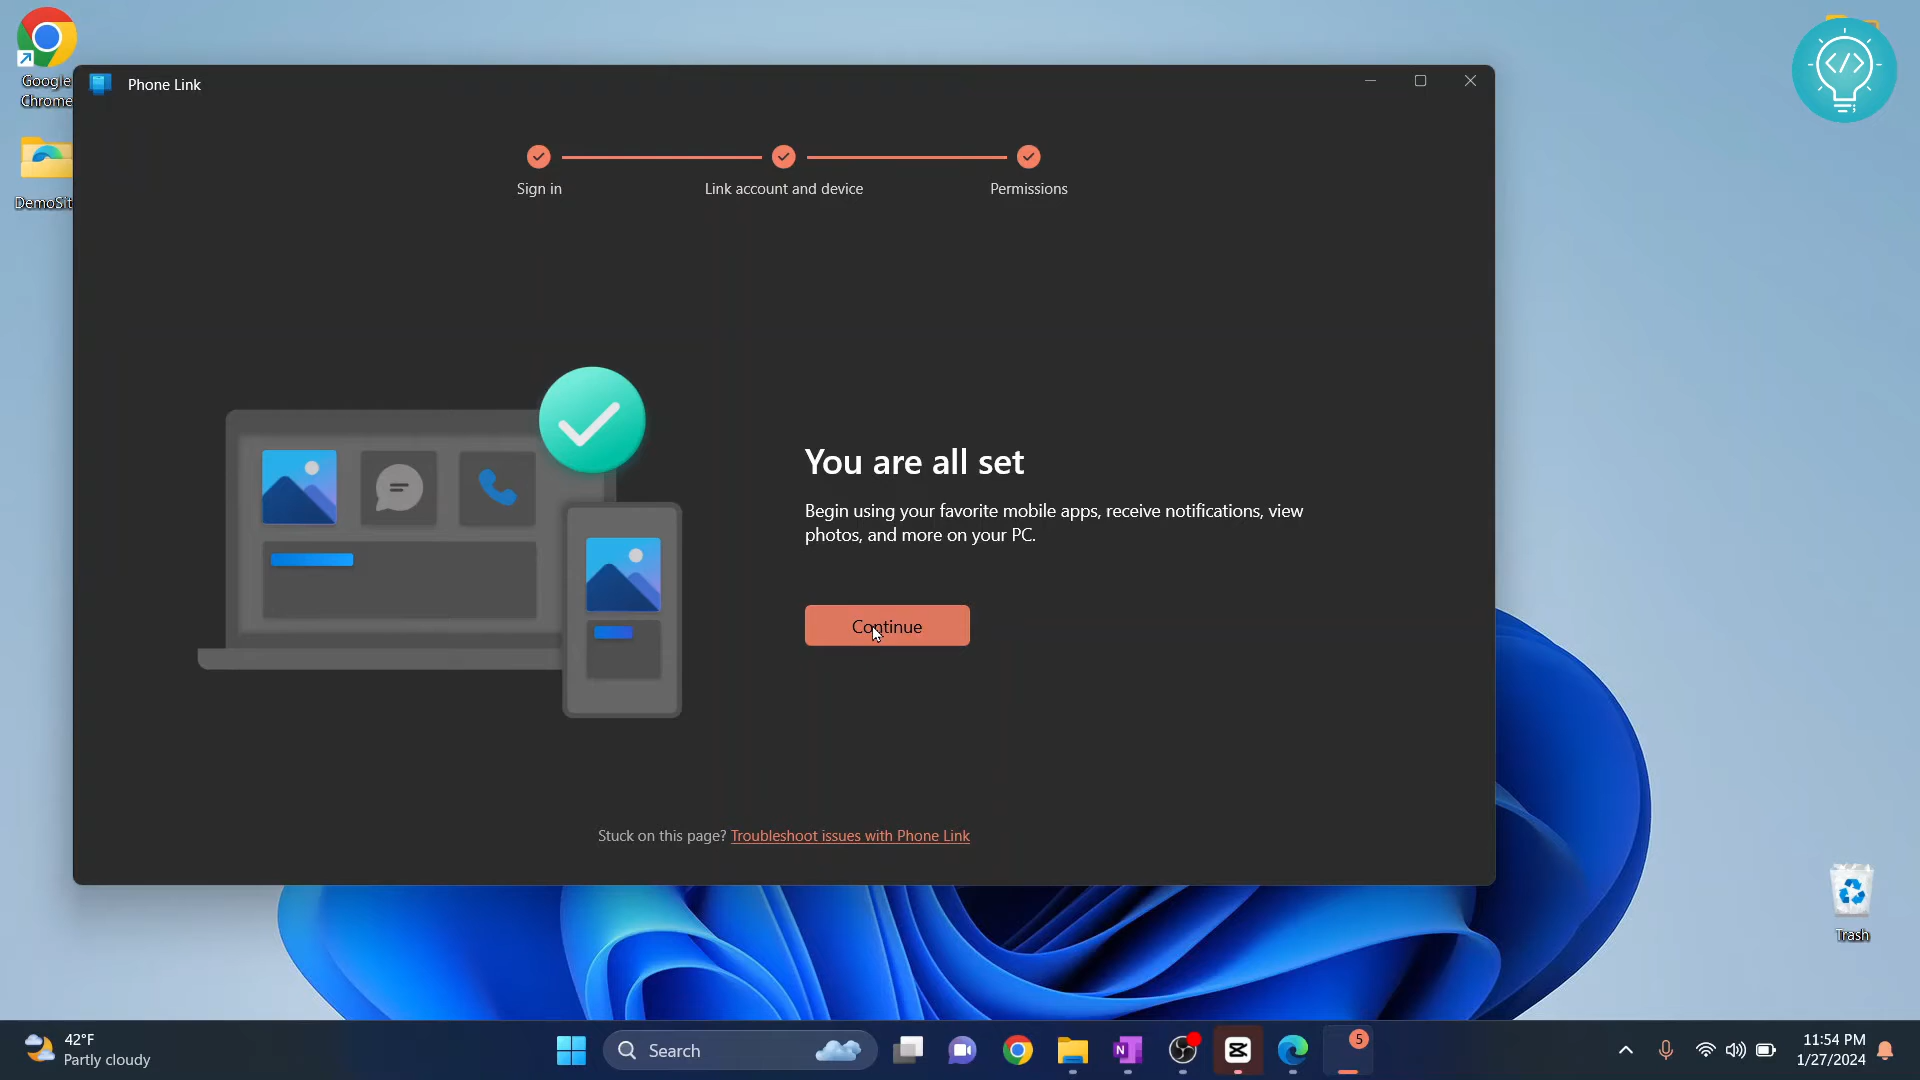 Google
Chrome
DemoSit
Phone Link
Sign in
Link account and device
Permissions
You are all set
Begin using your favorite mobile apps, receive notifications, view
photos, and more on your PC.
Continue
Stuck on this page? Troubleshoot issues with Phone Link
Trash
42°F
Partly cloudy
Search
N
5
11:54 PM
1/27/2024